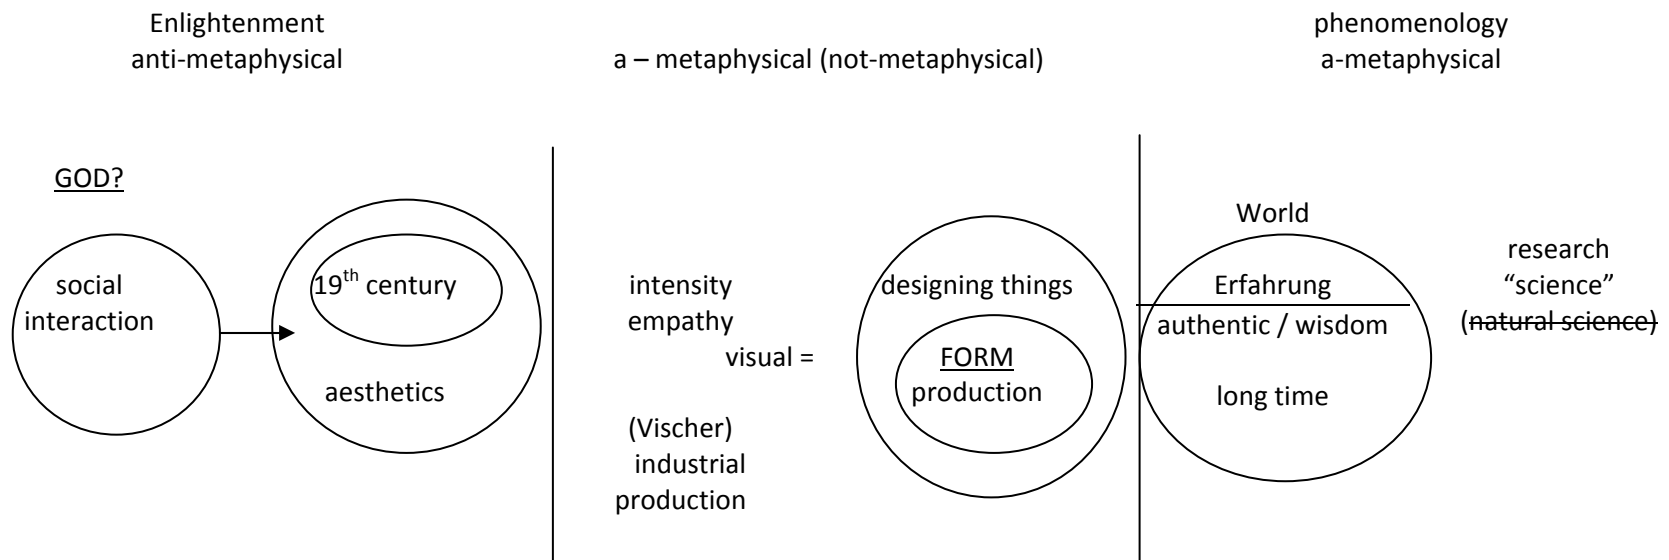 Enlightenment
anti-metaphysical
a – metaphysical (not-metaphysical)
phenomenology
a-metaphysical
GOD?
social
interaction
19th century
aesthetics
intensity
empathy
visual =
(Vischer)
industrial
production
designing things
FORM
production
World
Erfahrung
authentic / wisdom
long time
research
“science”
(natural science)